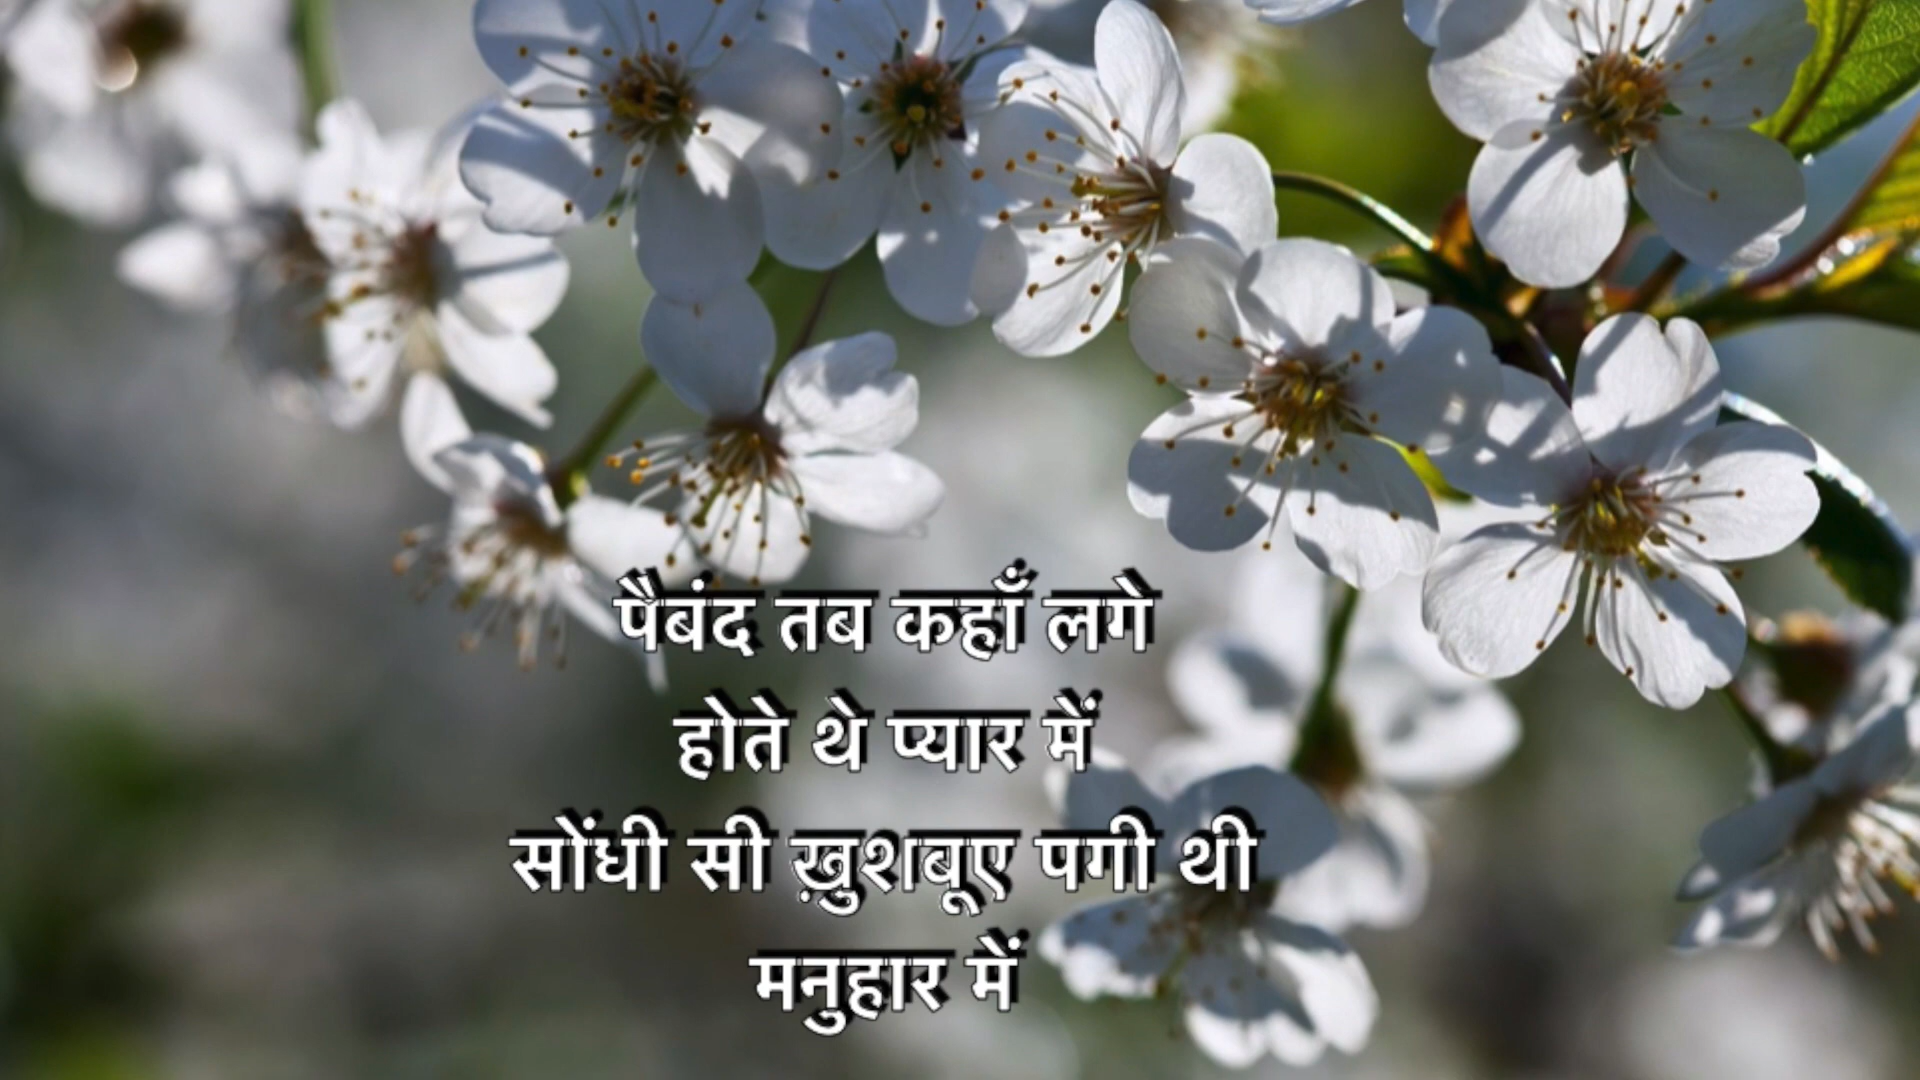 पैबंद तब कहाँ लगे
होते थे प्यार में
सोंधी सी ख़ुशबूए पगी थी
मनुहार में